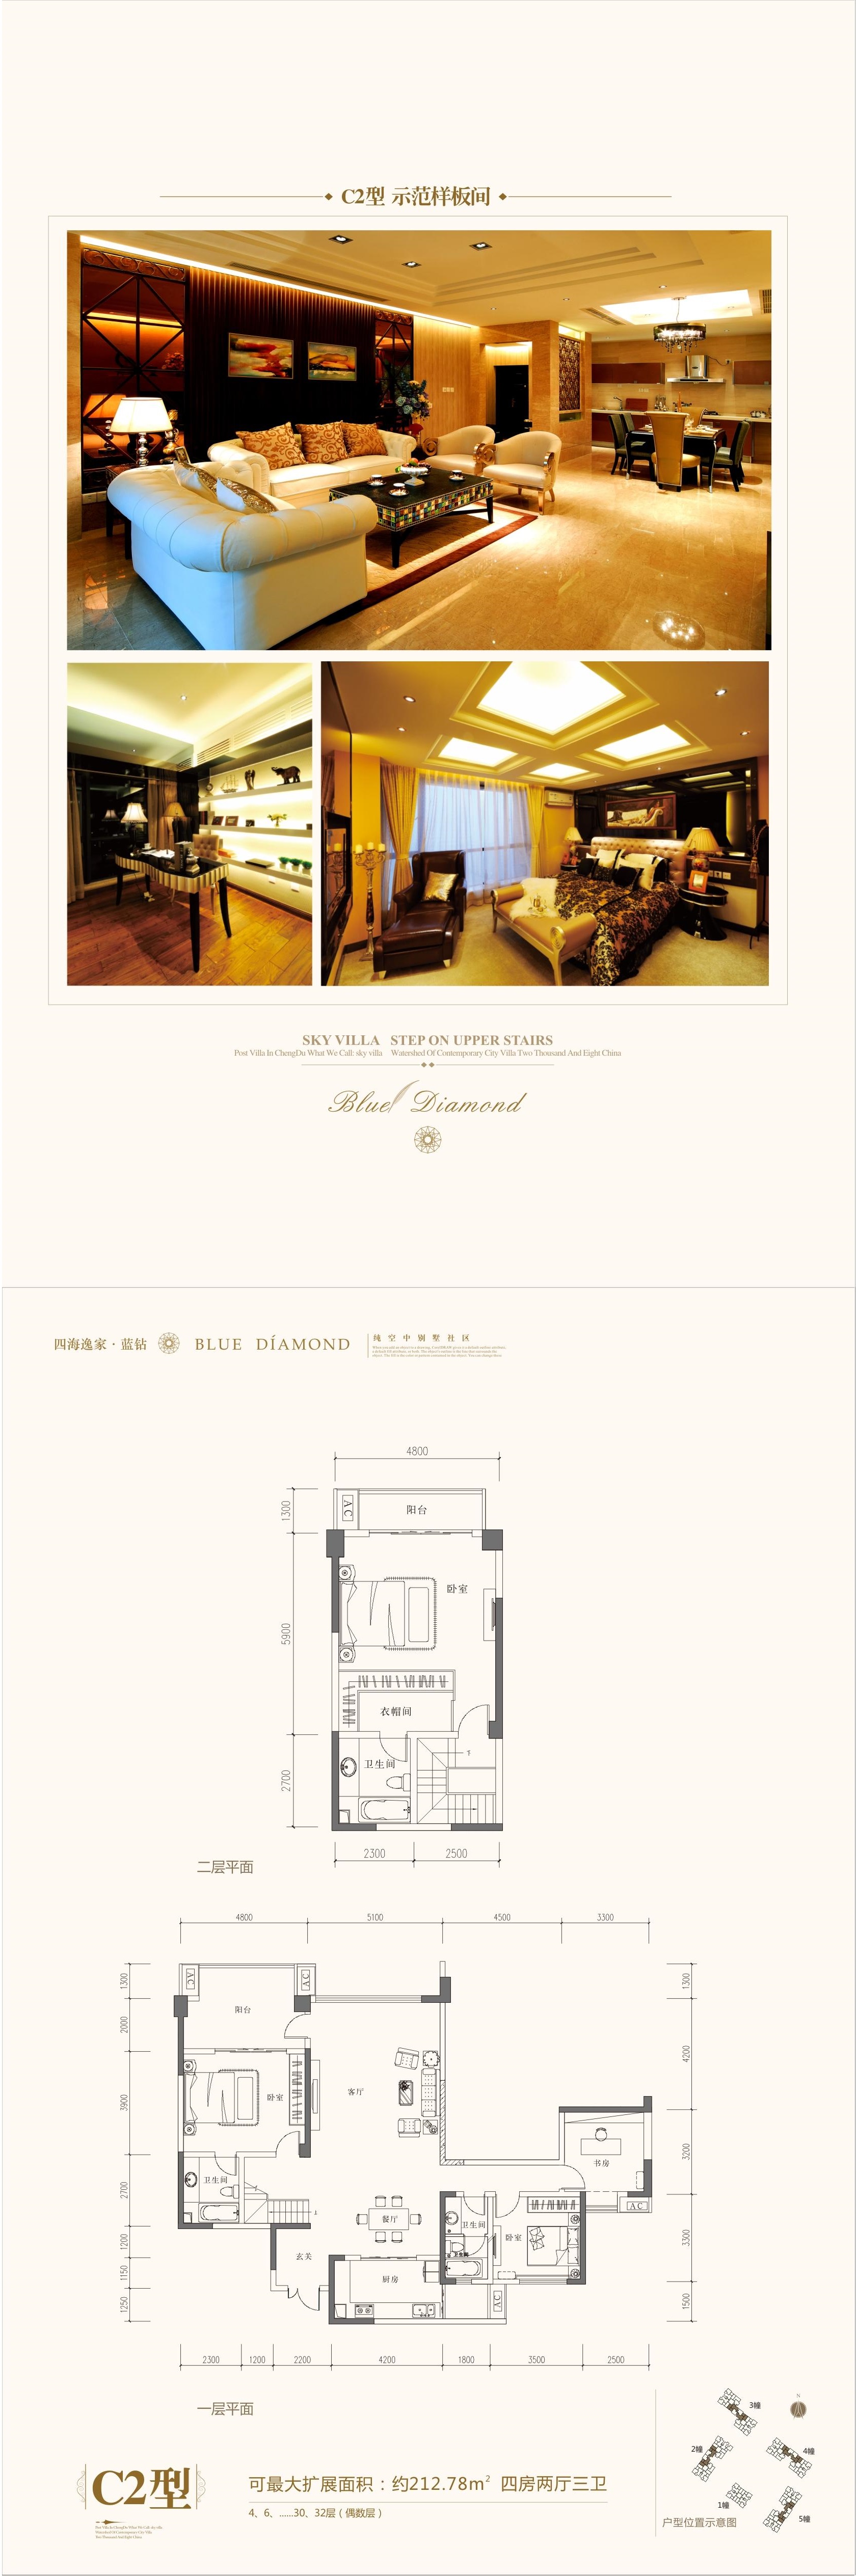 C2型 示范样板间
SKY VILLA STEP ON UPPER STAIRS
Post Villa In ChengDu What We Call: sky villa Watershed Of Contemporary City Villa Two Thousand And Eight China
Blue Diamond
四海逸家·蓝钻 BLUE DÍAMOND 纯空中别墅社区
4800
1300
AC 阳台
5900
卧室
衣帽间
2700
卫生间
2300 2500
二层平面
4800 5100 4500 3300
1300 AC AC 1300
阳台
2000
4200
3900
卧室 客厅
书房
3200
2700
卫生间
AC
餐厅 卫生间 卧室
3300
1200
玄关
1150
厨房
1250
AC
1500
2300 1200 2200 4200 1800 3500 2500
一层平面
N
3幢
2幢 4幢
1幢 5幢
户型位置示意图
C2型
可最大扩展面积：约212.78m² 四房两厅三卫
4、6、……30、32层（偶数层）